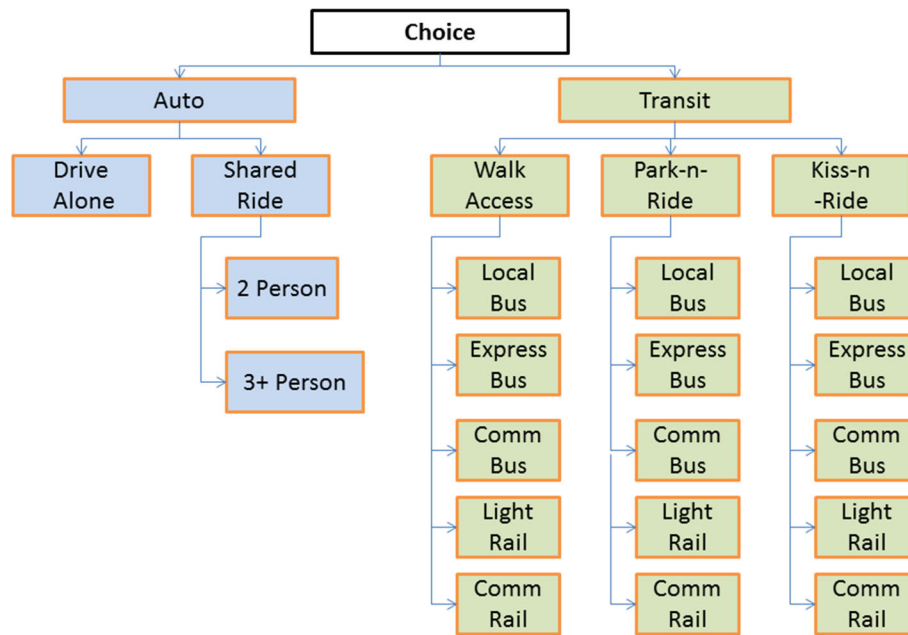 Choice
Auto
Transit
Drive
Alone
Shared
Ride
Walk
Access
Park-n-
Ride
Kiss-n
-Ride
2 Person
3+ Person
Local
Bus
Express
Bus
Comm
Bus
Light
Rail
Comm
Rail
Local
Bus
Express
Bus
Comm
Bus
Light
Rail
Comm
Rail
Local
Bus
Express
Bus
Comm
Bus
Light
Rail
Comm
Rail